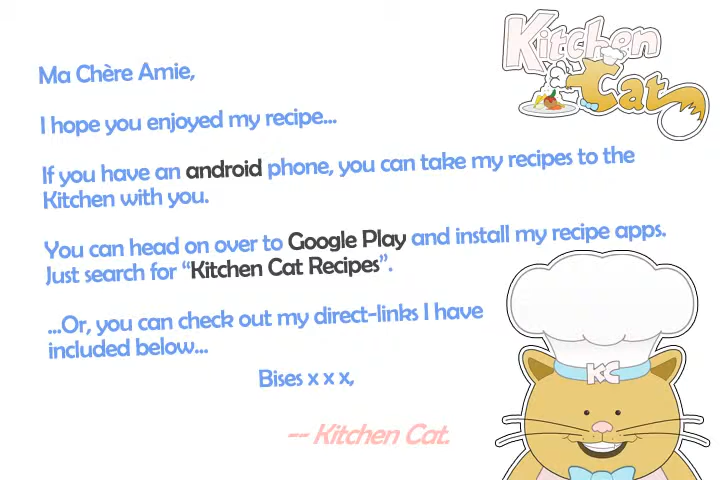 Kitchen
Cat
Ma Chère Amie,
I hope you enjoyed my recipe...
If you have an android phone, you can take my recipes to the
Kitchen with you.
You can head on over to Google Play and install my recipe apps.
Just search for “Kitchen Cat Recipes”.
...Or, you can check out my direct-links I have
included below...
Bises x x x,
-- Kitchen Cat.
KC